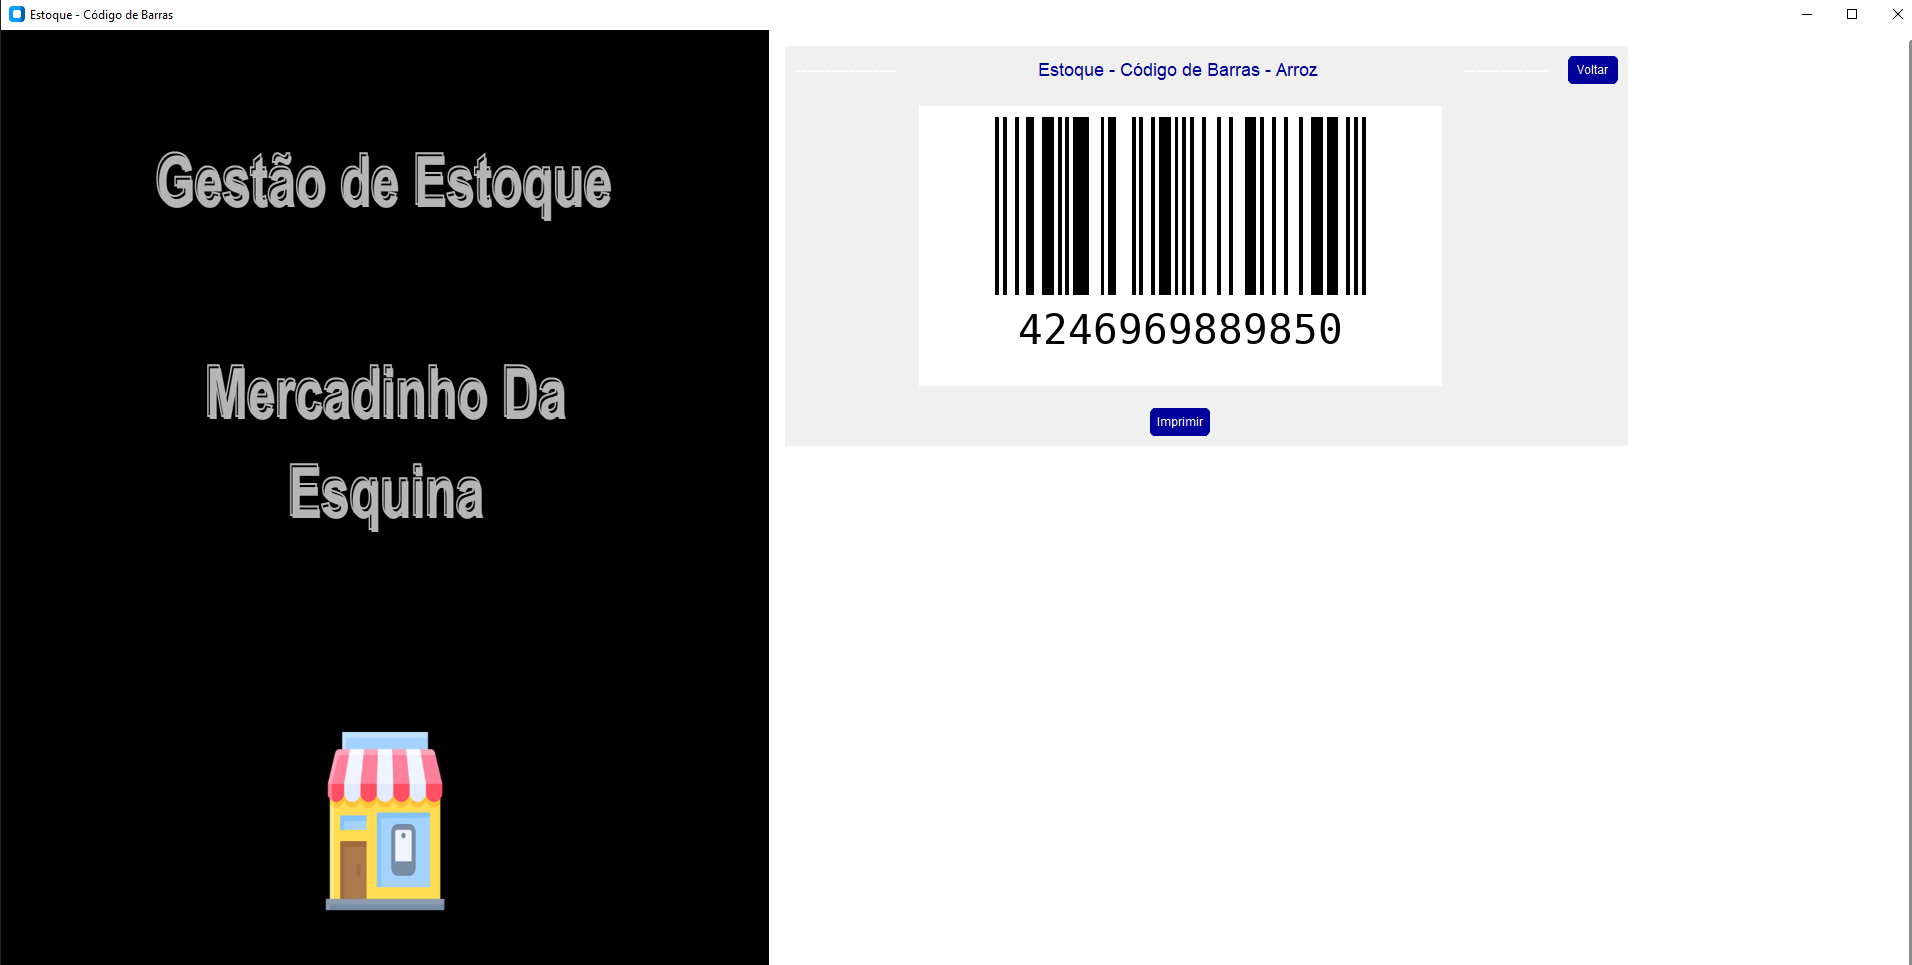 Estoque - Código de Barras
Gestão de Estoque
Mercadinho Da
Esquina
----------------- Estoque - Código de Barras - Arroz -------------- Voltar
4246969889850
Imprimir